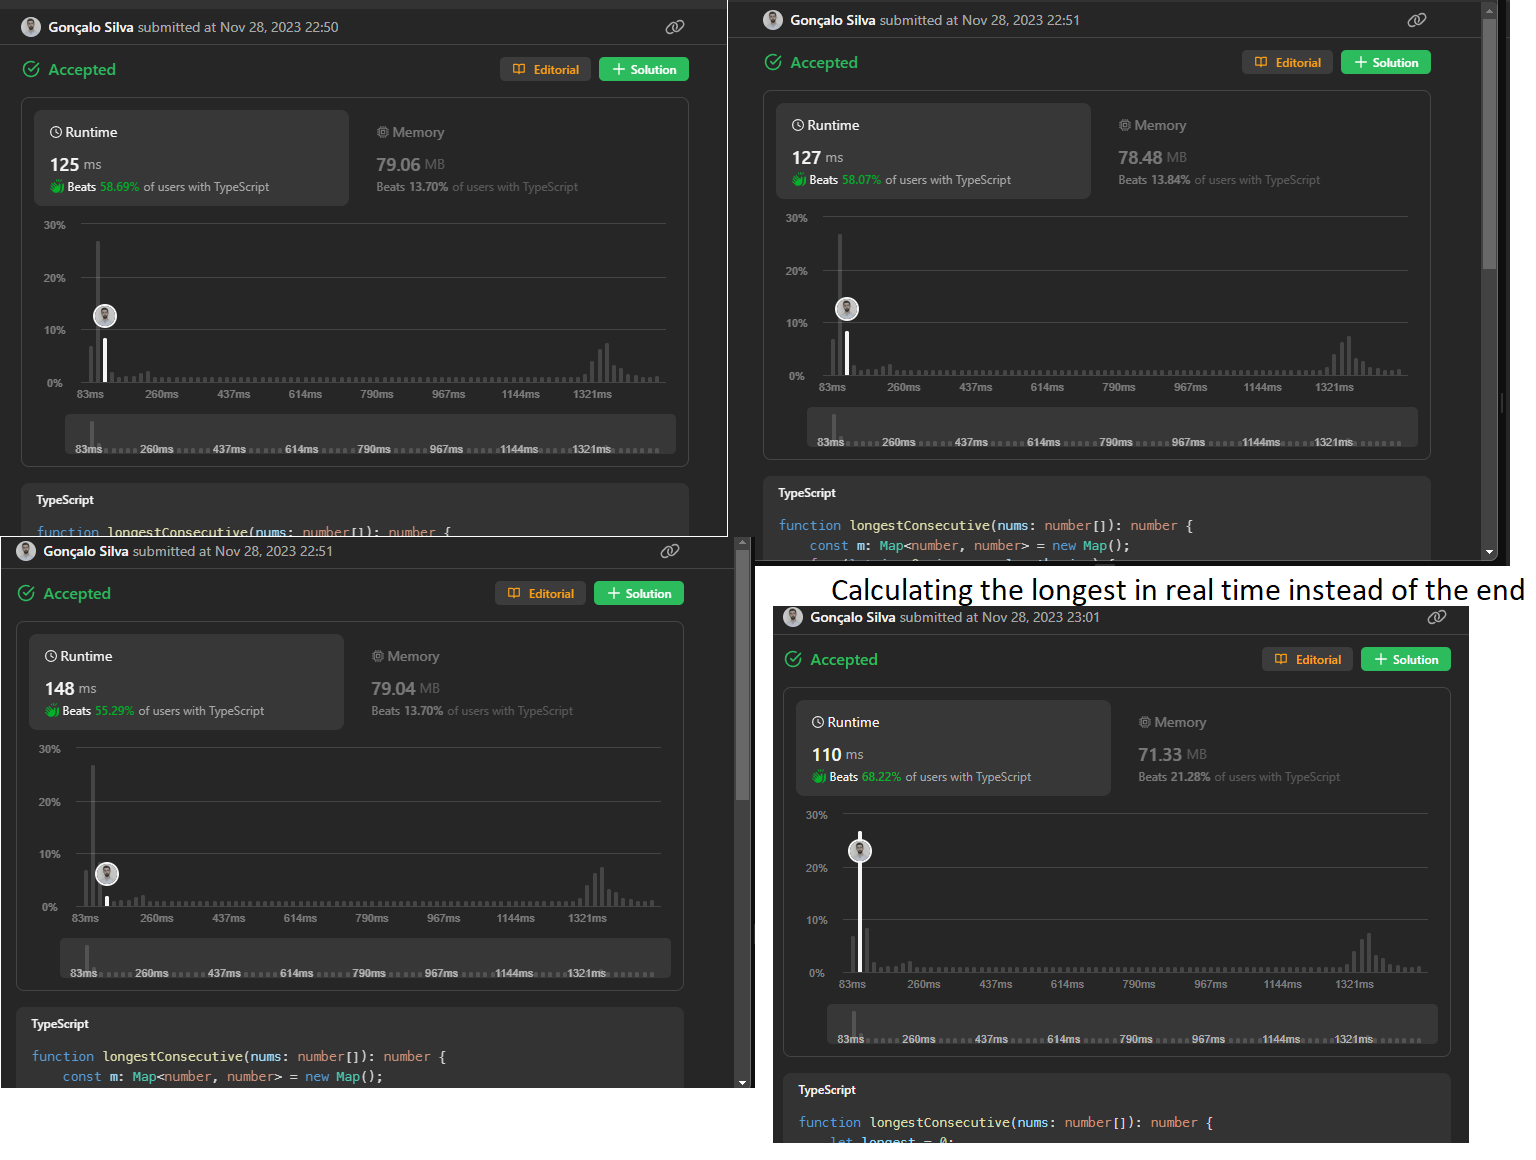 Gonçalo Silva submitted at Nov 28, 2023 22:50
Accepted
Editorial
Solution
Runtime
125 ms
Beats 58.69% of users with TypeScript
Memory
79.06 MB
Beats 13.70% of users with TypeScript
30%
20%
10%
0%
83ms 260ms 437ms 614ms 790ms 967ms 1144ms 1321ms
83ms 260ms 437ms 614ms 790ms 967ms 1144ms 1321ms
TypeScript
function longestConsecutive(nums: number[]): number {
Gonçalo Silva submitted at Nov 28, 2023 22:51
Accepted
Editorial
Solution
Runtime
127 ms
Beats 58.07% of users with TypeScript
Memory
78.48 MB
Beats 13.84% of users with TypeScript
30%
20%
10%
0%
83ms 260ms 437ms 614ms 790ms 967ms 1144ms 1321ms
83ms 260ms 437ms 614ms 790ms 967ms 1144ms 1321ms
TypeScript
function longestConsecutive(nums: number[]): number {
const m: Map<number, number> = new Map();
Gonçalo Silva submitted at Nov 28, 2023 22:51
Accepted
Editorial
Solution
Runtime
148 ms
Beats 55.29% of users with TypeScript
Memory
79.04 MB
Beats 13.70% of users with TypeScript
30%
20%
10%
0%
83ms 260ms 437ms 614ms 790ms 967ms 1144ms 1321ms
83ms 260ms 437ms 614ms 790ms 967ms 1144ms 1321ms
TypeScript
function longestConsecutive(nums: number[]): number {
const m: Map<number, number> = new Map();
Calculating the longest in real time instead of the end
Gonçalo Silva submitted at Nov 28, 2023 23:01
Accepted
Editorial
Solution
Runtime
110 ms
Beats 68.22% of users with TypeScript
Memory
71.33 MB
Beats 21.28% of users with TypeScript
30%
20%
10%
0%
83ms 260ms 437ms 614ms 790ms 967ms 1144ms 1321ms
83ms 260ms 437ms 614ms 790ms 967ms 1144ms 1321ms
TypeScript
function longestConsecutive(nums: number[]): number {
let longest = 0;